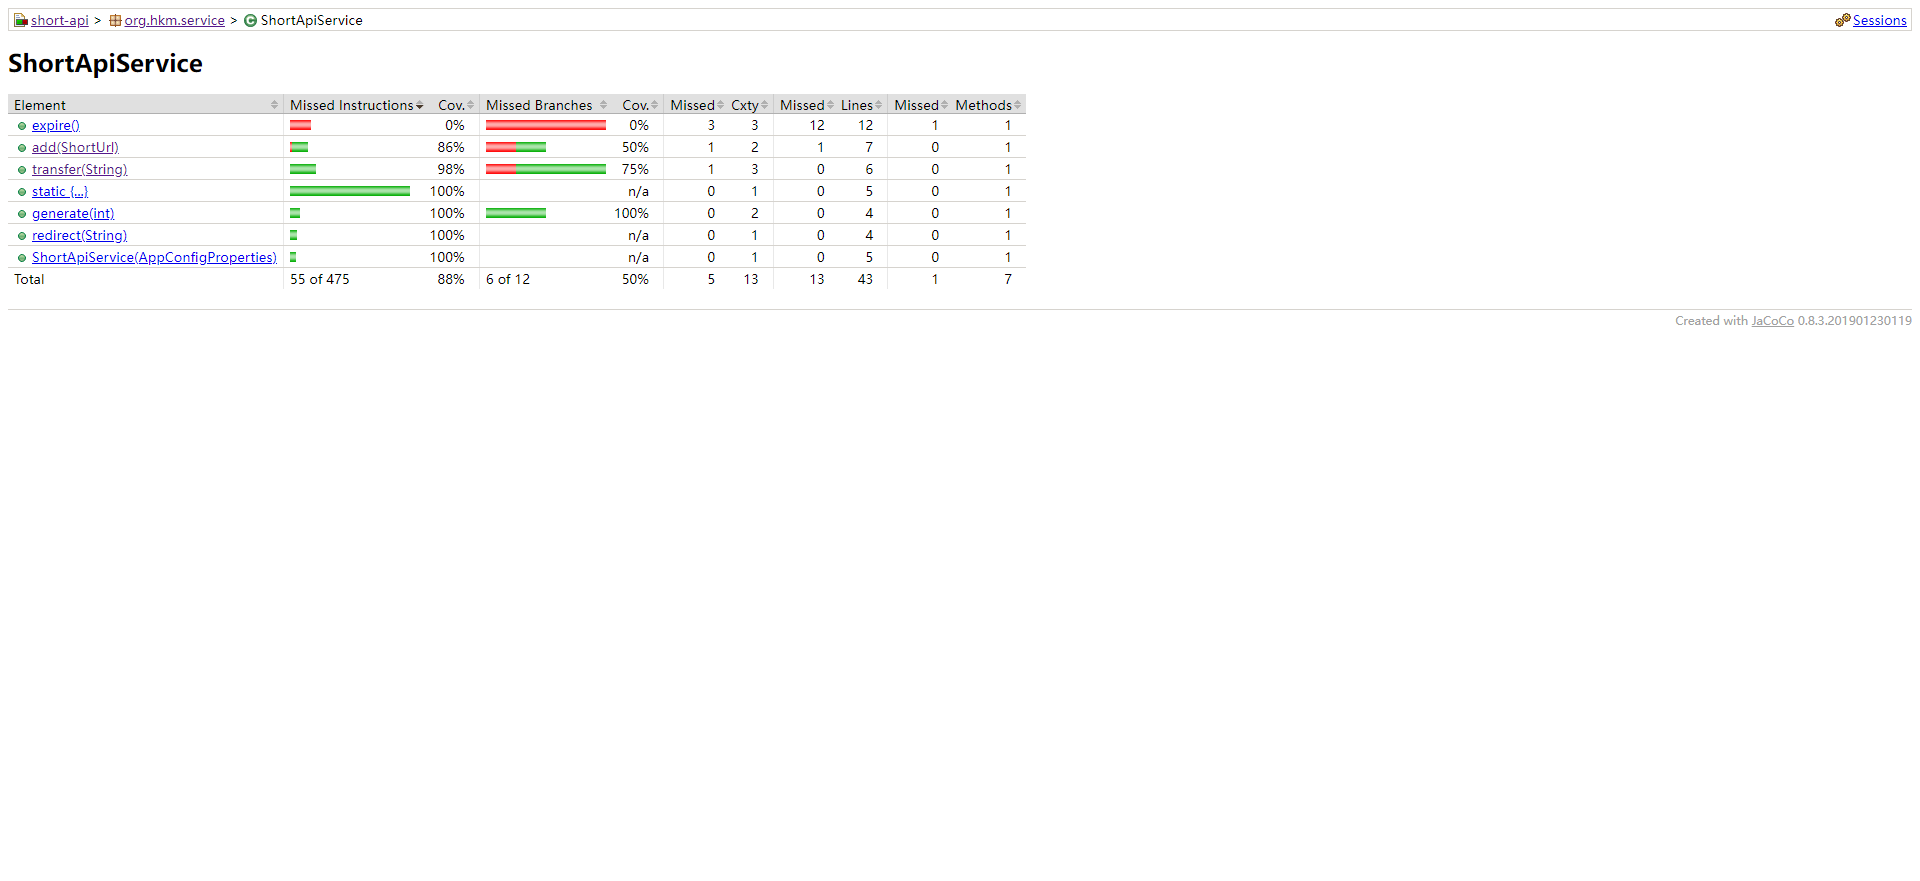 short-api > org.hkm.service > ShortApiService Sessions
ShortApiService
Element Missed Instructions Cov. Missed Branches Cov. Missed Cxty Missed Lines Missed Methods
expire() 0% 0% 3 3 12 12 1 1
add(ShortUrl) 86% 50% 1 2 1 7 0 1
transfer(String) 98% 75% 1 3 0 6 0 1
static {...} 100% n/a 0 1 0 5 0 1
generate(int) 100% 100% 0 2 0 4 0 1
redirect(String) 100% n/a 0 1 0 4 0 1
ShortApiService(AppConfigProperties) 100% n/a 0 1 0 5 0 1
Total 55 of 475 88% 6 of 12 50% 5 13 13 43 1 7
Created with JaCoCo 0.8.3.201901230119